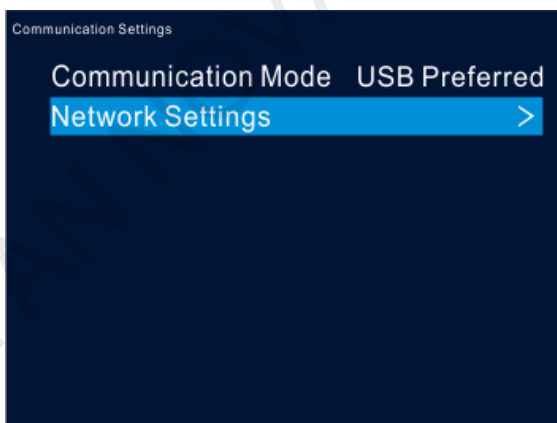 Communication Settings
Communication Mode USB Preferred
Network Settings >